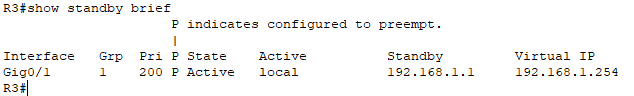 R3#show standby brief
                     P indicates configured to preempt.
                     |
Interface   Grp  Pri P State    Active          Standby         Virtual IP
Gig0/1      1    200 P Active   local           192.168.1.1     192.168.1.254
R3#